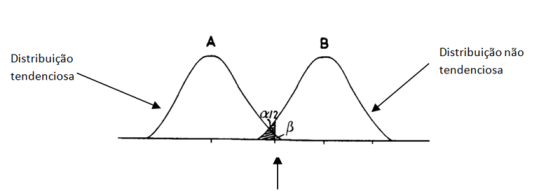 A
B
Distribuição
tendenciosa
Distribuição não
tendenciosa
α/2
β